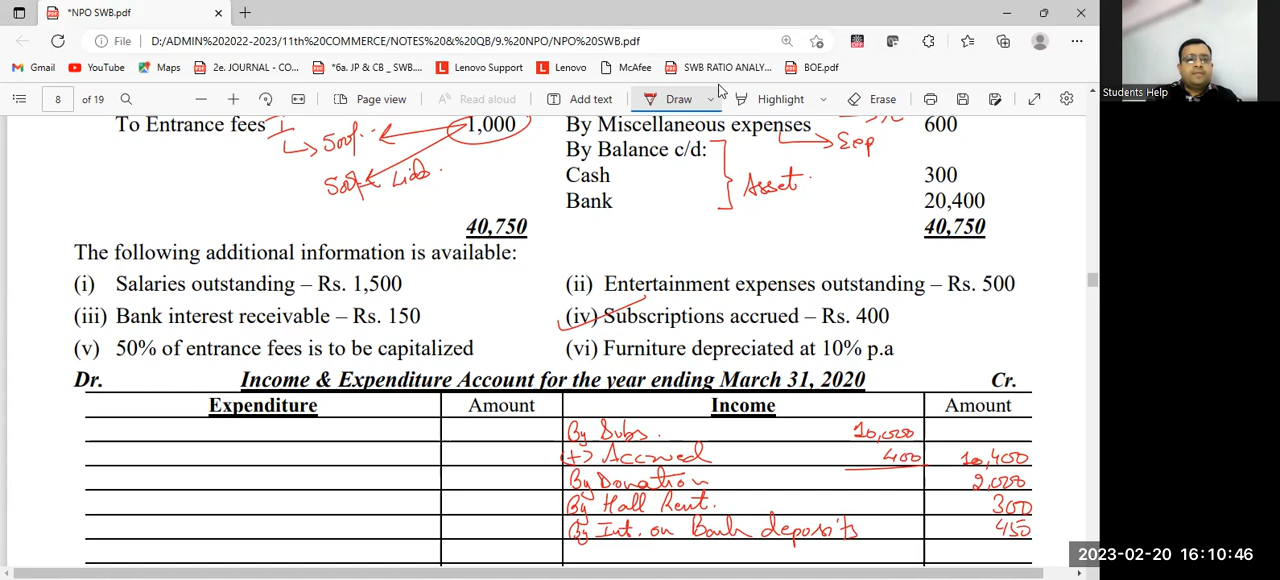 *NPO SWB.pdf
File D:/ADMIN%202022-2023/11th%20COMMERCE/NOTES%20&%20QB/9.%20NPO/NPO%20SWB.pdf
Gmail YouTube Maps 2e. JOURNAL - CO... *6a. JP & CB _ SWB.... Lenovo Support Lenovo McAfee SWB RATIO ANALY... BOE.pdf
8 of 19 Page view Read aloud Add text Draw Highlight Erase
Students Help
To Entrance fees 1,000 By Miscellaneous expenses 600
50% Exp
By Balance c/d:
50% Liab. Cash 300
Asset
Bank 20,400
40,750 40,750
The following additional information is available:
(i) Salaries outstanding – Rs. 1,500 (ii) Entertainment expenses outstanding – Rs. 500
(iii) Bank interest receivable – Rs. 150 (iv) Subscriptions accrued – Rs. 400
(v) 50% of entrance fees is to be capitalized (vi) Furniture depreciated at 10% p.a
Dr. Income & Expenditure Account for the year ending March 31, 2020 Cr.
Expenditure Amount Income Amount
By Subs. 10,000
(+) Accrued 400 10,400
By Donation 2,000
By Hall Rent. 300
By Int. on Bank deposits 450
2023-02-20 16:10:46